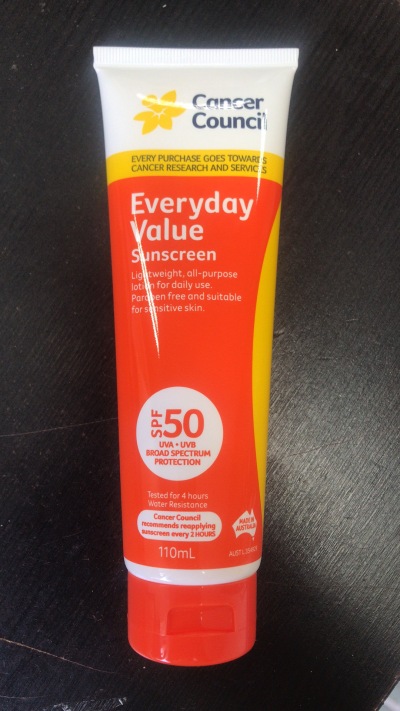 Cancer
Council
EVERY PURCHASE GOES TOWARDS
CANCER RESEARCH AND SERVICES
Everyday
Value
Sunscreen
Lightweight, all-purpose
lotion for daily use.
Paraben free and suitable
for sensitive skin.
SPF 50
UVA • UVB
BROAD SPECTRUM
PROTECTION
Tested for 4 hours
Water Resistance
Cancer Council
recommends reapplying
sunscreen every 2 HOURS
110mL
MADE IN
AUSTRALIA
AUST L